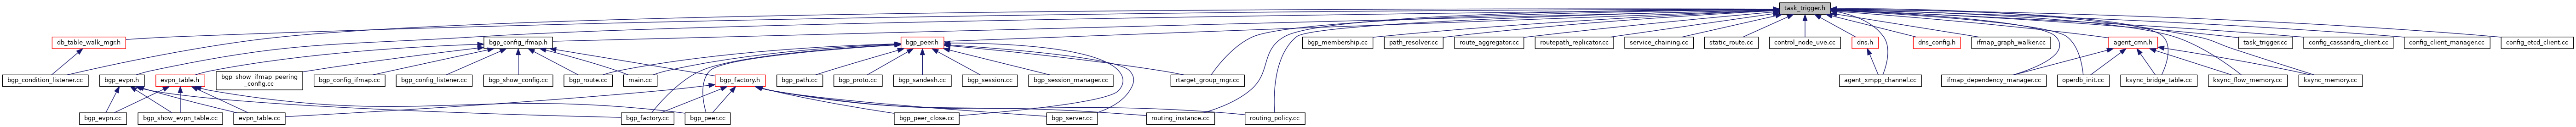 task_trigger.h
db_table_walk_mgr.h
bgp_config_ifmap.h
bgp_peer.h
bgp_membership.cc
path_resolver.cc
route_aggregator.cc
routepath_replicator.cc
service_chaining.cc
static_route.cc
control_node_uve.cc
dns.h
dns_config.h
ifmap_graph_walker.cc
agent_cmn.h
task_trigger.cc
config_cassandra_client.cc
config_client_manager.cc
config_etcd_client.cc
bgp_condition_listener.cc
bgp_evpn.h
evpn_table.h
bgp_show_ifmap_peering
_config.cc
bgp_config_ifmap.cc
bgp_config_listener.cc
bgp_show_config.cc
bgp_route.cc
main.cc
bgp_factory.h
bgp_path.cc
bgp_proto.cc
bgp_sandesh.cc
bgp_session.cc
bgp_session_manager.cc
rtarget_group_mgr.cc
agent_xmpp_channel.cc
ifmap_dependency_manager.cc
operdb_init.cc
ksync_bridge_table.cc
ksync_flow_memory.cc
ksync_memory.cc
bgp_evpn.cc
bgp_show_evpn_table.cc
evpn_table.cc
bgp_factory.cc
bgp_peer.cc
bgp_peer_close.cc
bgp_server.cc
routing_instance.cc
routing_policy.cc